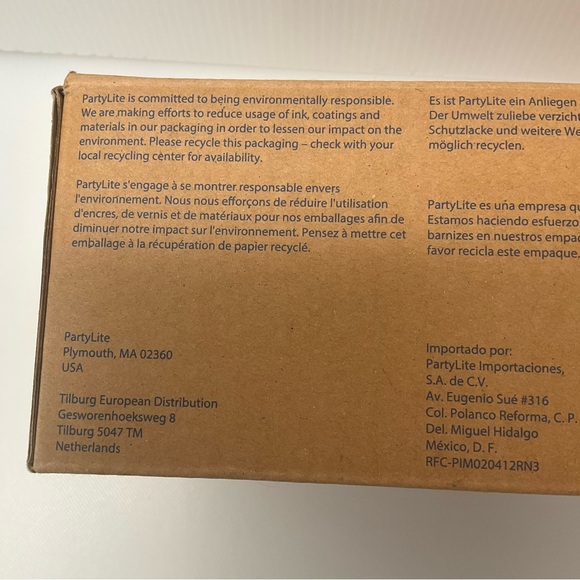 PartyLite is committed to being environmentally responsible.
We are making efforts to reduce usage of ink, coatings and
materials in our packaging in order to lessen our impact on the
environment. Please recycle this packaging – check with your
local recycling center for availability.
PartyLite s'engage à se montrer responsable envers
l'environnement. Nous nous efforçons de réduire l'utilisation
d'encres, de vernis et de matériaux pour nos emballages afin de
diminuer notre impact sur l'environnement. Pensez à mettre cet
emballage à la récupération de papier recyclé.
PartyLite
Plymouth, MA 02360
USA
Tilburg European Distribution
Gesworenhoeksweg 8
Tilburg 5047 TM
Netherlands
Es ist PartyLite ein Anliegen
Der Umwelt zuliebe
Schutzlacke und weitere
möglich recyclen.
PartyLite es una empresa
Estamos haciendo
barnizes en nuestros
favor recicla este empaque.
Importado por:
PartyLite Importaciones,
S.A. de C.V.
Av. Eugenio Sué #316
Col. Polanco Reforma, C. P.
Del. Miguel Hidalgo
México, D. F.
RFC-PIM020412RN3